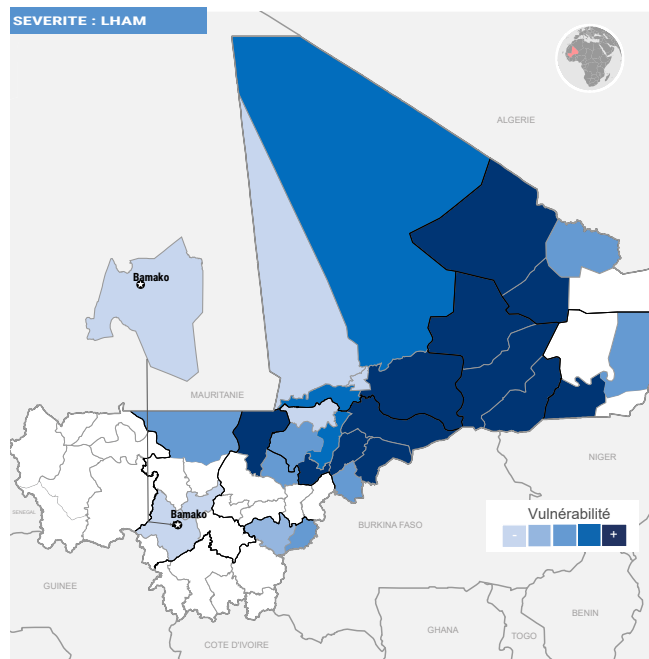 SEVERITE : LHAM
ALGERIE
Bamako
MAURITANIE
NIGER
SENEGAL
Bamako
BURKINA FASO
Vulnérabilité
- +
GUINEE
BENIN
GHANA
TOGO
COTE D'IVOIRE